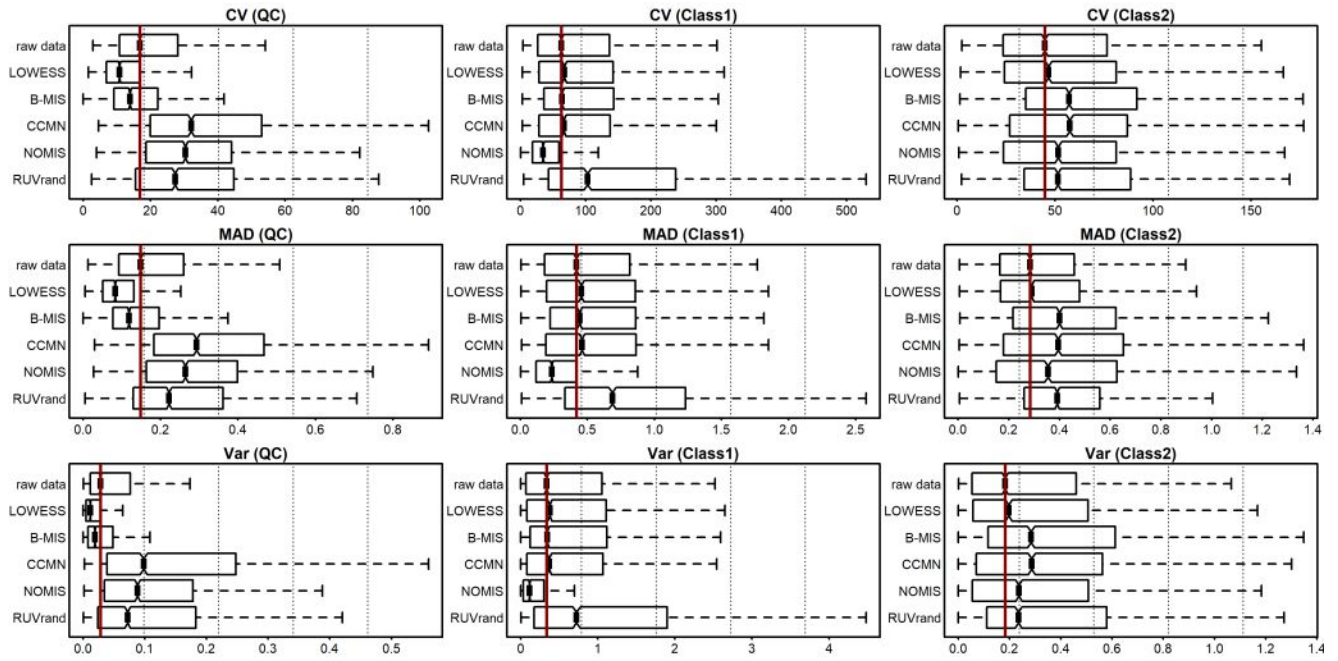 CV (QC)
raw data
LOWESS
B-MIS
CCMN
NOMIS
RUVrand
0 20 40 60 80 100
CV (Class1)
raw data
LOWESS
B-MIS
CCMN
NOMIS
RUVrand
0 100 200 300 400 500
CV (Class2)
raw data
LOWESS
B-MIS
CCMN
NOMIS
RUVrand
0 50 100 150
MAD (QC)
raw data
LOWESS
B-MIS
CCMN
NOMIS
RUVrand
0.0 0.2 0.4 0.6 0.8
MAD (Class1)
raw data
LOWESS
B-MIS
CCMN
NOMIS
RUVrand
0.0 0.5 1.0 1.5 2.0 2.5
MAD (Class2)
raw data
LOWESS
B-MIS
CCMN
NOMIS
RUVrand
0.0 0.2 0.4 0.6 0.8 1.0 1.2 1.4
Var (QC)
raw data
LOWESS
B-MIS
CCMN
NOMIS
RUVrand
0.0 0.1 0.2 0.3 0.4 0.5
Var (Class1)
raw data
LOWESS
B-MIS
CCMN
NOMIS
RUVrand
0 1 2 3 4
Var (Class2)
raw data
LOWESS
B-MIS
CCMN
NOMIS
RUVrand
0.0 0.2 0.4 0.6 0.8 1.0 1.2 1.4